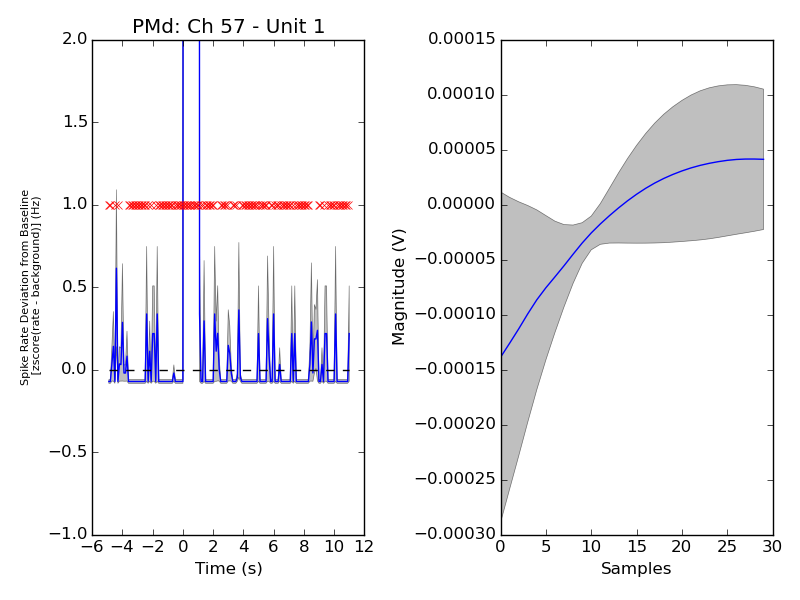 PMd: Ch 57 - Unit 1
2.0
1.5
1.0
0.5
0.0
−0.5
−1.0
−6 −4 −2 0 2 4 6 8 10 12
Time (s)
Spike Rate Deviation from Baseline
[zscore(rate - background)] (Hz)
0.00015
0.00010
0.00005
0.00000
−0.00005
−0.00010
−0.00015
−0.00020
−0.00025
−0.00030
0 5 10 15 20 25 30
Samples
Magnitude (V)